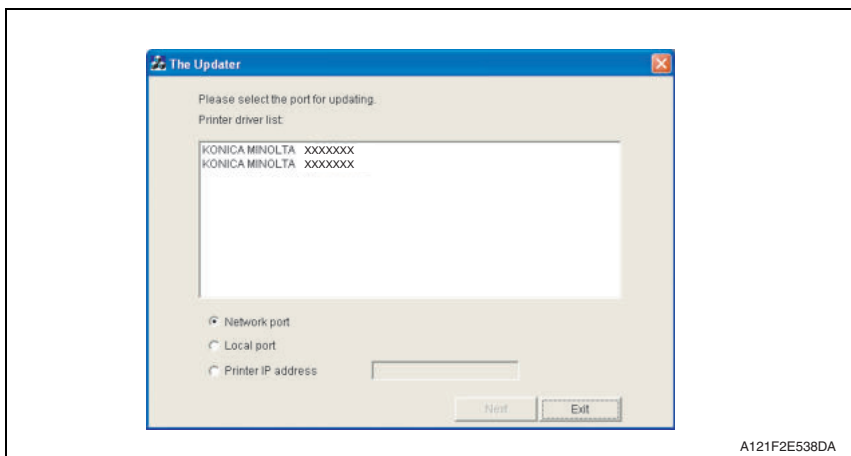 The Updater
Please select the port for updating.
Printer driver list:
KONICA MINOLTA XXXXXXX
KONICA MINOLTA XXXXXXX
Network port
Local port
Printer IP address
Next Exit
A121F2E538DA